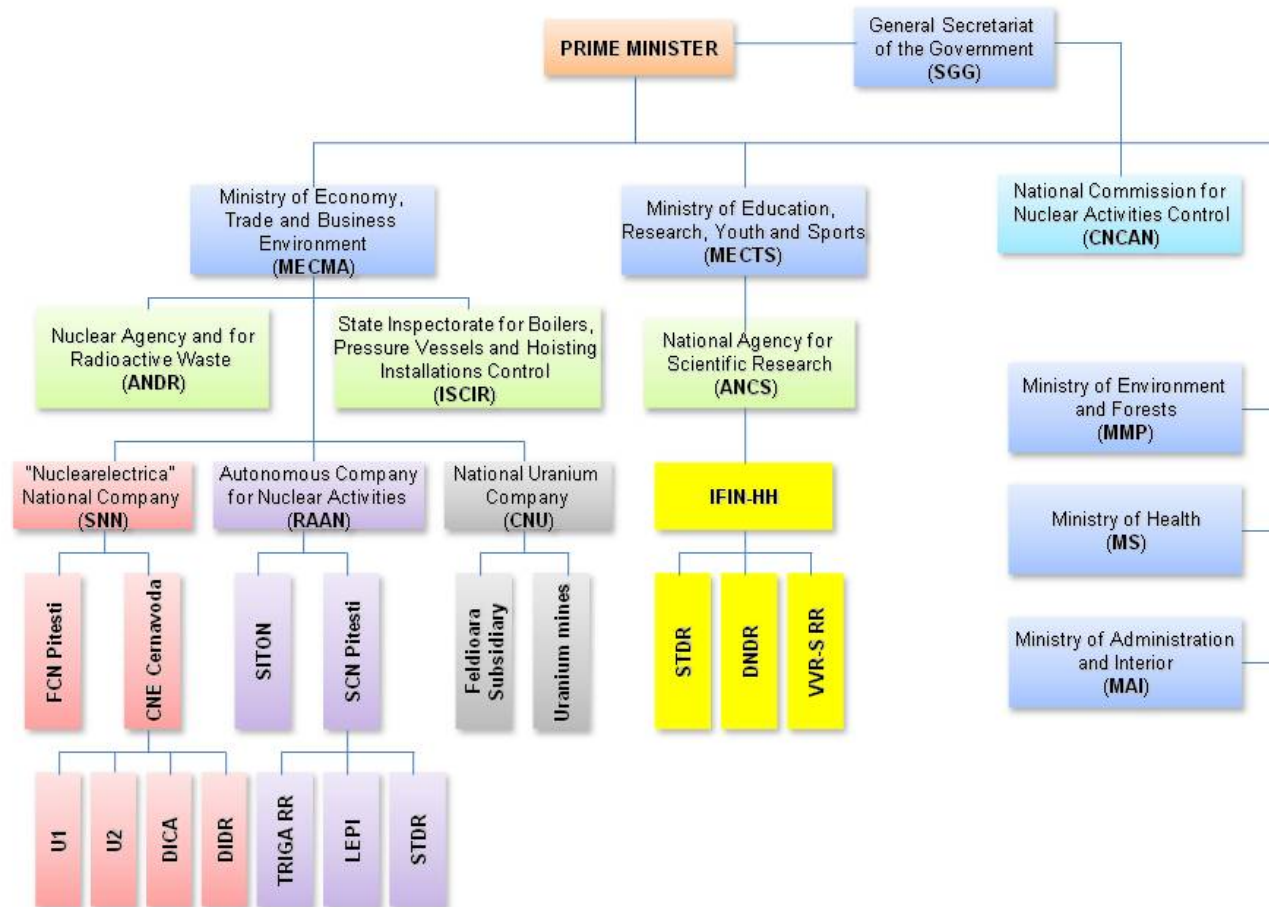 PRIME MINISTER
General Secretariat
of the Government
(SGG)
Ministry of Economy,
Trade and Business
Environment
(MECMA)
Ministry of Education,
Research, Youth and Sports
(MECTS)
National Commission for
Nuclear Activities Control
(CNCAN)
Nuclear Agency and for
Radioactive Waste
(ANDR)
State Inspectorate for Boilers,
Pressure Vessels and Hoisting
Installations Control
(ISCIR)
National Agency for
Scientific Research
(ANCS)
Ministry of Environment
and Forests
(MMP)
"Nuclearelectrica"
National Company
(SNN)
Autonomous Company
for Nuclear Activities
(RAAN)
National Uranium
Company
(CNU)
IFIN-HH
Ministry of Health
(MS)
FCN Pitesti
CNE Cernavoda
SITON
SCN Pitesti
Feldioara
Subsidiary
Uranium mines
STDR
DNDR
VVR-S RR
Ministry of Administration
and Interior
(MAI)
U1
U2
DICA
DIDR
TRIGA RR
LEPI
STDR